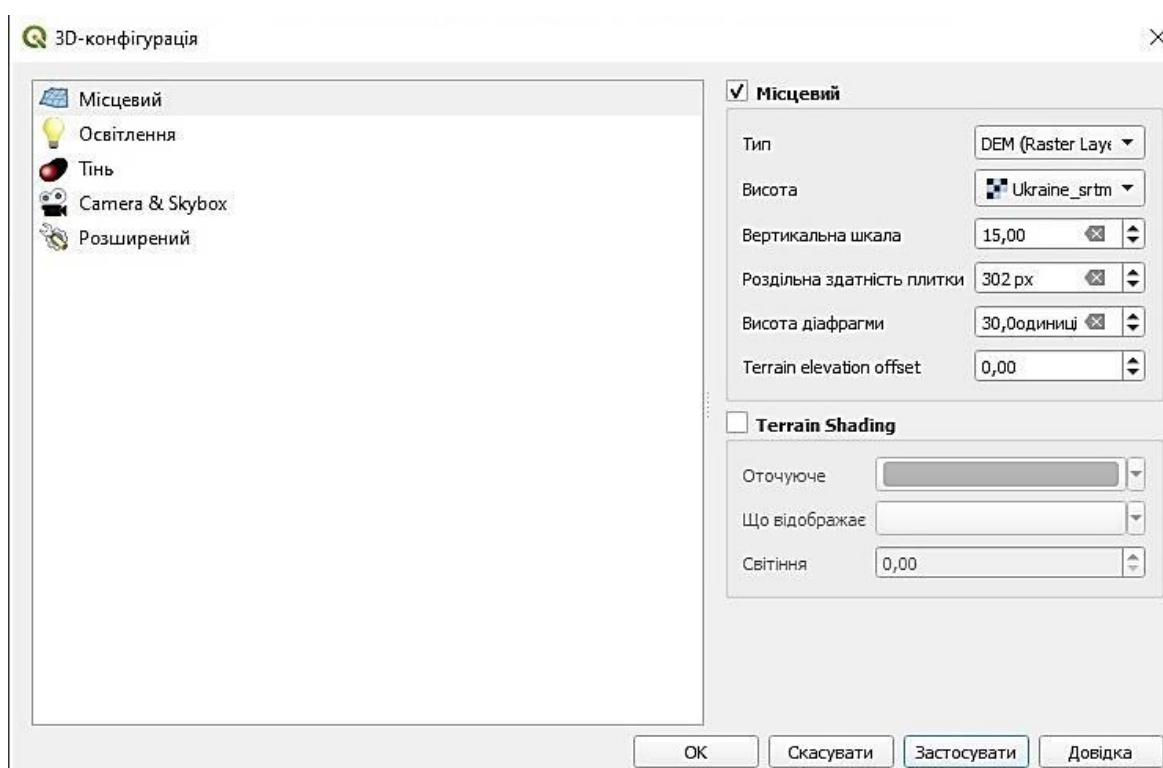 3D-конфігурація
Місцевий
Освітлення
Тінь
Camera & Skybox
Розширений
Місцевий
Тип DEM (Raster Laye
Висота Ukraine_srtm
Вертикальна шкала 15,00
Роздільна здатність плитки 302 px
Висота діафрагми 30,0одиниці
Terrain elevation offset 0,00
Terrain Shading
Оточуюче
Що відображає
Світіння 0,00
OK Скасувати Застосувати Довідка